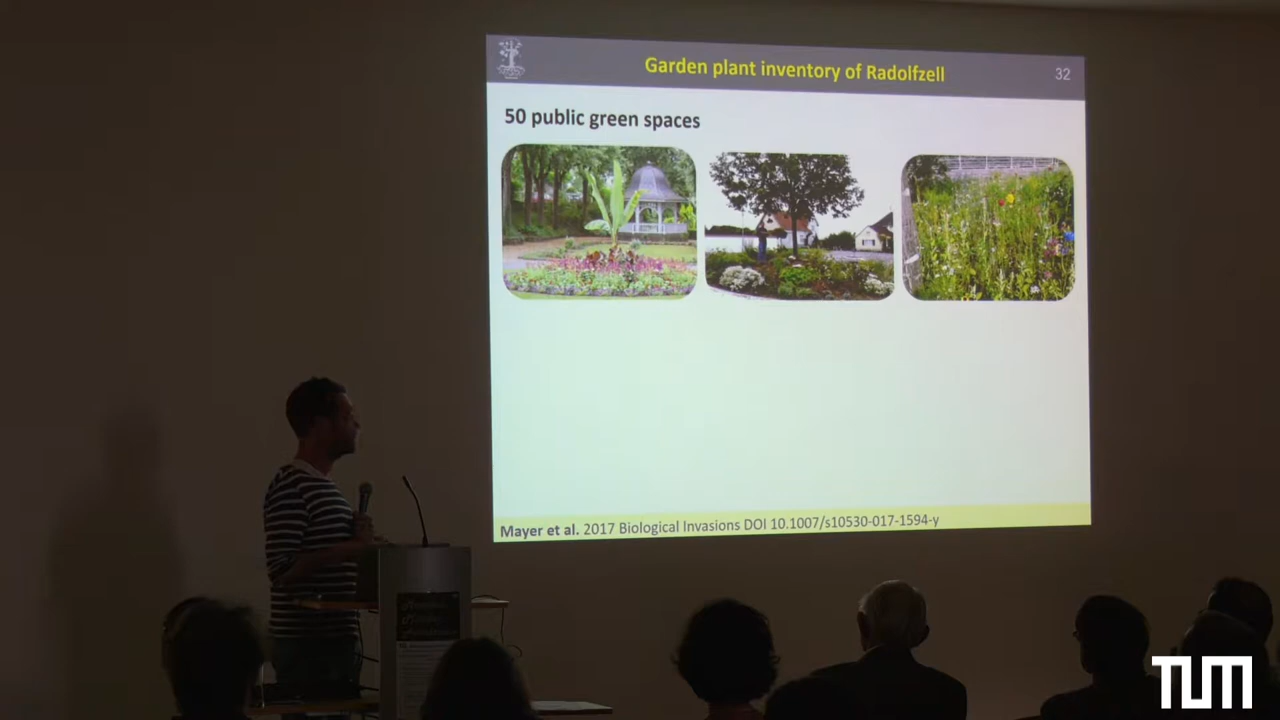 Garden plant inventory of Radolfzell
32
50 public green spaces
Mayer et al. 2017 Biological Invasions DOI 10.1007/s10530-017-1594-y
TUM